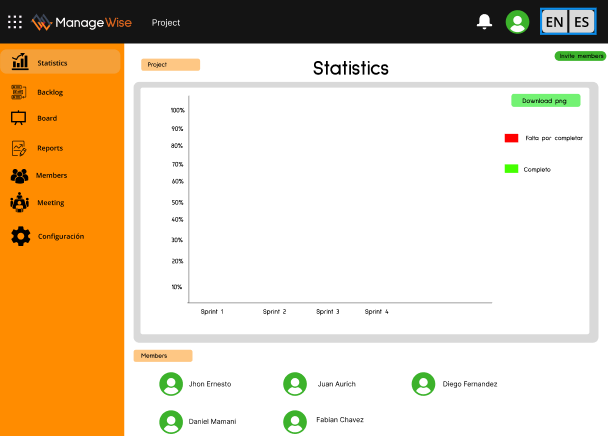 ManageWise
Project
EN ES
Statistics
Backlog
Board
Reports
Members
Meeting
Configuración
Project
Statistics
Invite members
Download png
100%
90%
80%
70%
60%
50%
40%
30%
20%
10%
Falta por completar
Completo
Sprint 1
Sprint 2
Sprint 3
Sprint 4
Members
Jhon Ernesto
Juan Aurich
Diego Fernandez
Daniel Mamani
Fabian Chavez